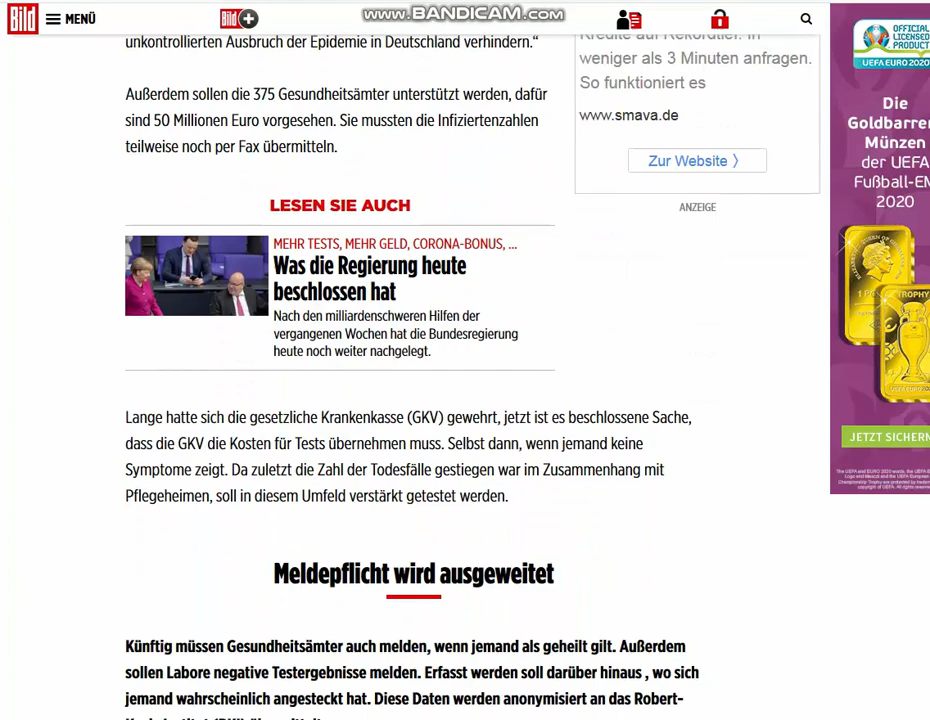 Bild
MENÜ
Bild
www.BANDICAM.com
unkontrollierten Ausbruch der Epidemie in Deutschland verhindern."
Außerdem sollen die 375 Gesundheitsämter unterstützt werden, dafür
sind 50 Millionen Euro vorgesehen. Sie mussten die Infiziertenzahlen
teilweise noch per Fax übermitteln.
LESEN SIE AUCH
MEHR TESTS, MEHR GELD, CORONA-BONUS, ...
Was die Regierung heute
beschlossen hat
Nach den milliardenschweren Hilfen der
vergangenen Wochen hat die Bundesregierung
heute noch weiter nachgelegt.
Lange hatte sich die gesetzliche Krankenkasse (GKV) gewehrt, jetzt ist es beschlossene Sache,
dass die GKV die Kosten für Tests übernehmen muss. Selbst dann, wenn jemand keine
Symptome zeigt. Da zuletzt die Zahl der Todesfälle gestiegen war im Zusammenhang mit
Pflegeheimen, soll in diesem Umfeld verstärkt getestet werden.
Meldepflicht wird ausgeweitet
Künftig müssen Gesundheitsämter auch melden, wenn jemand als geheilt gilt. Außerdem
sollen Labore negative Testergebnisse melden. Erfasst werden soll darüber hinaus , wo sich
jemand wahrscheinlich angesteckt hat. Diese Daten werden anonymisiert an das Robert-
Kredite auf Rekordtief. In
weniger als 3 Minuten anfragen.
So funktioniert es
www.smava.de
Zur Website 〉
ANZEIGE
OFFICIAL
LICENSED
PRODUCT
UEFA EURO 2020
Die
Goldbarre
Münzen
der UEFA
Fußball-EM
2020
TROPHY
JETZT SICHERN